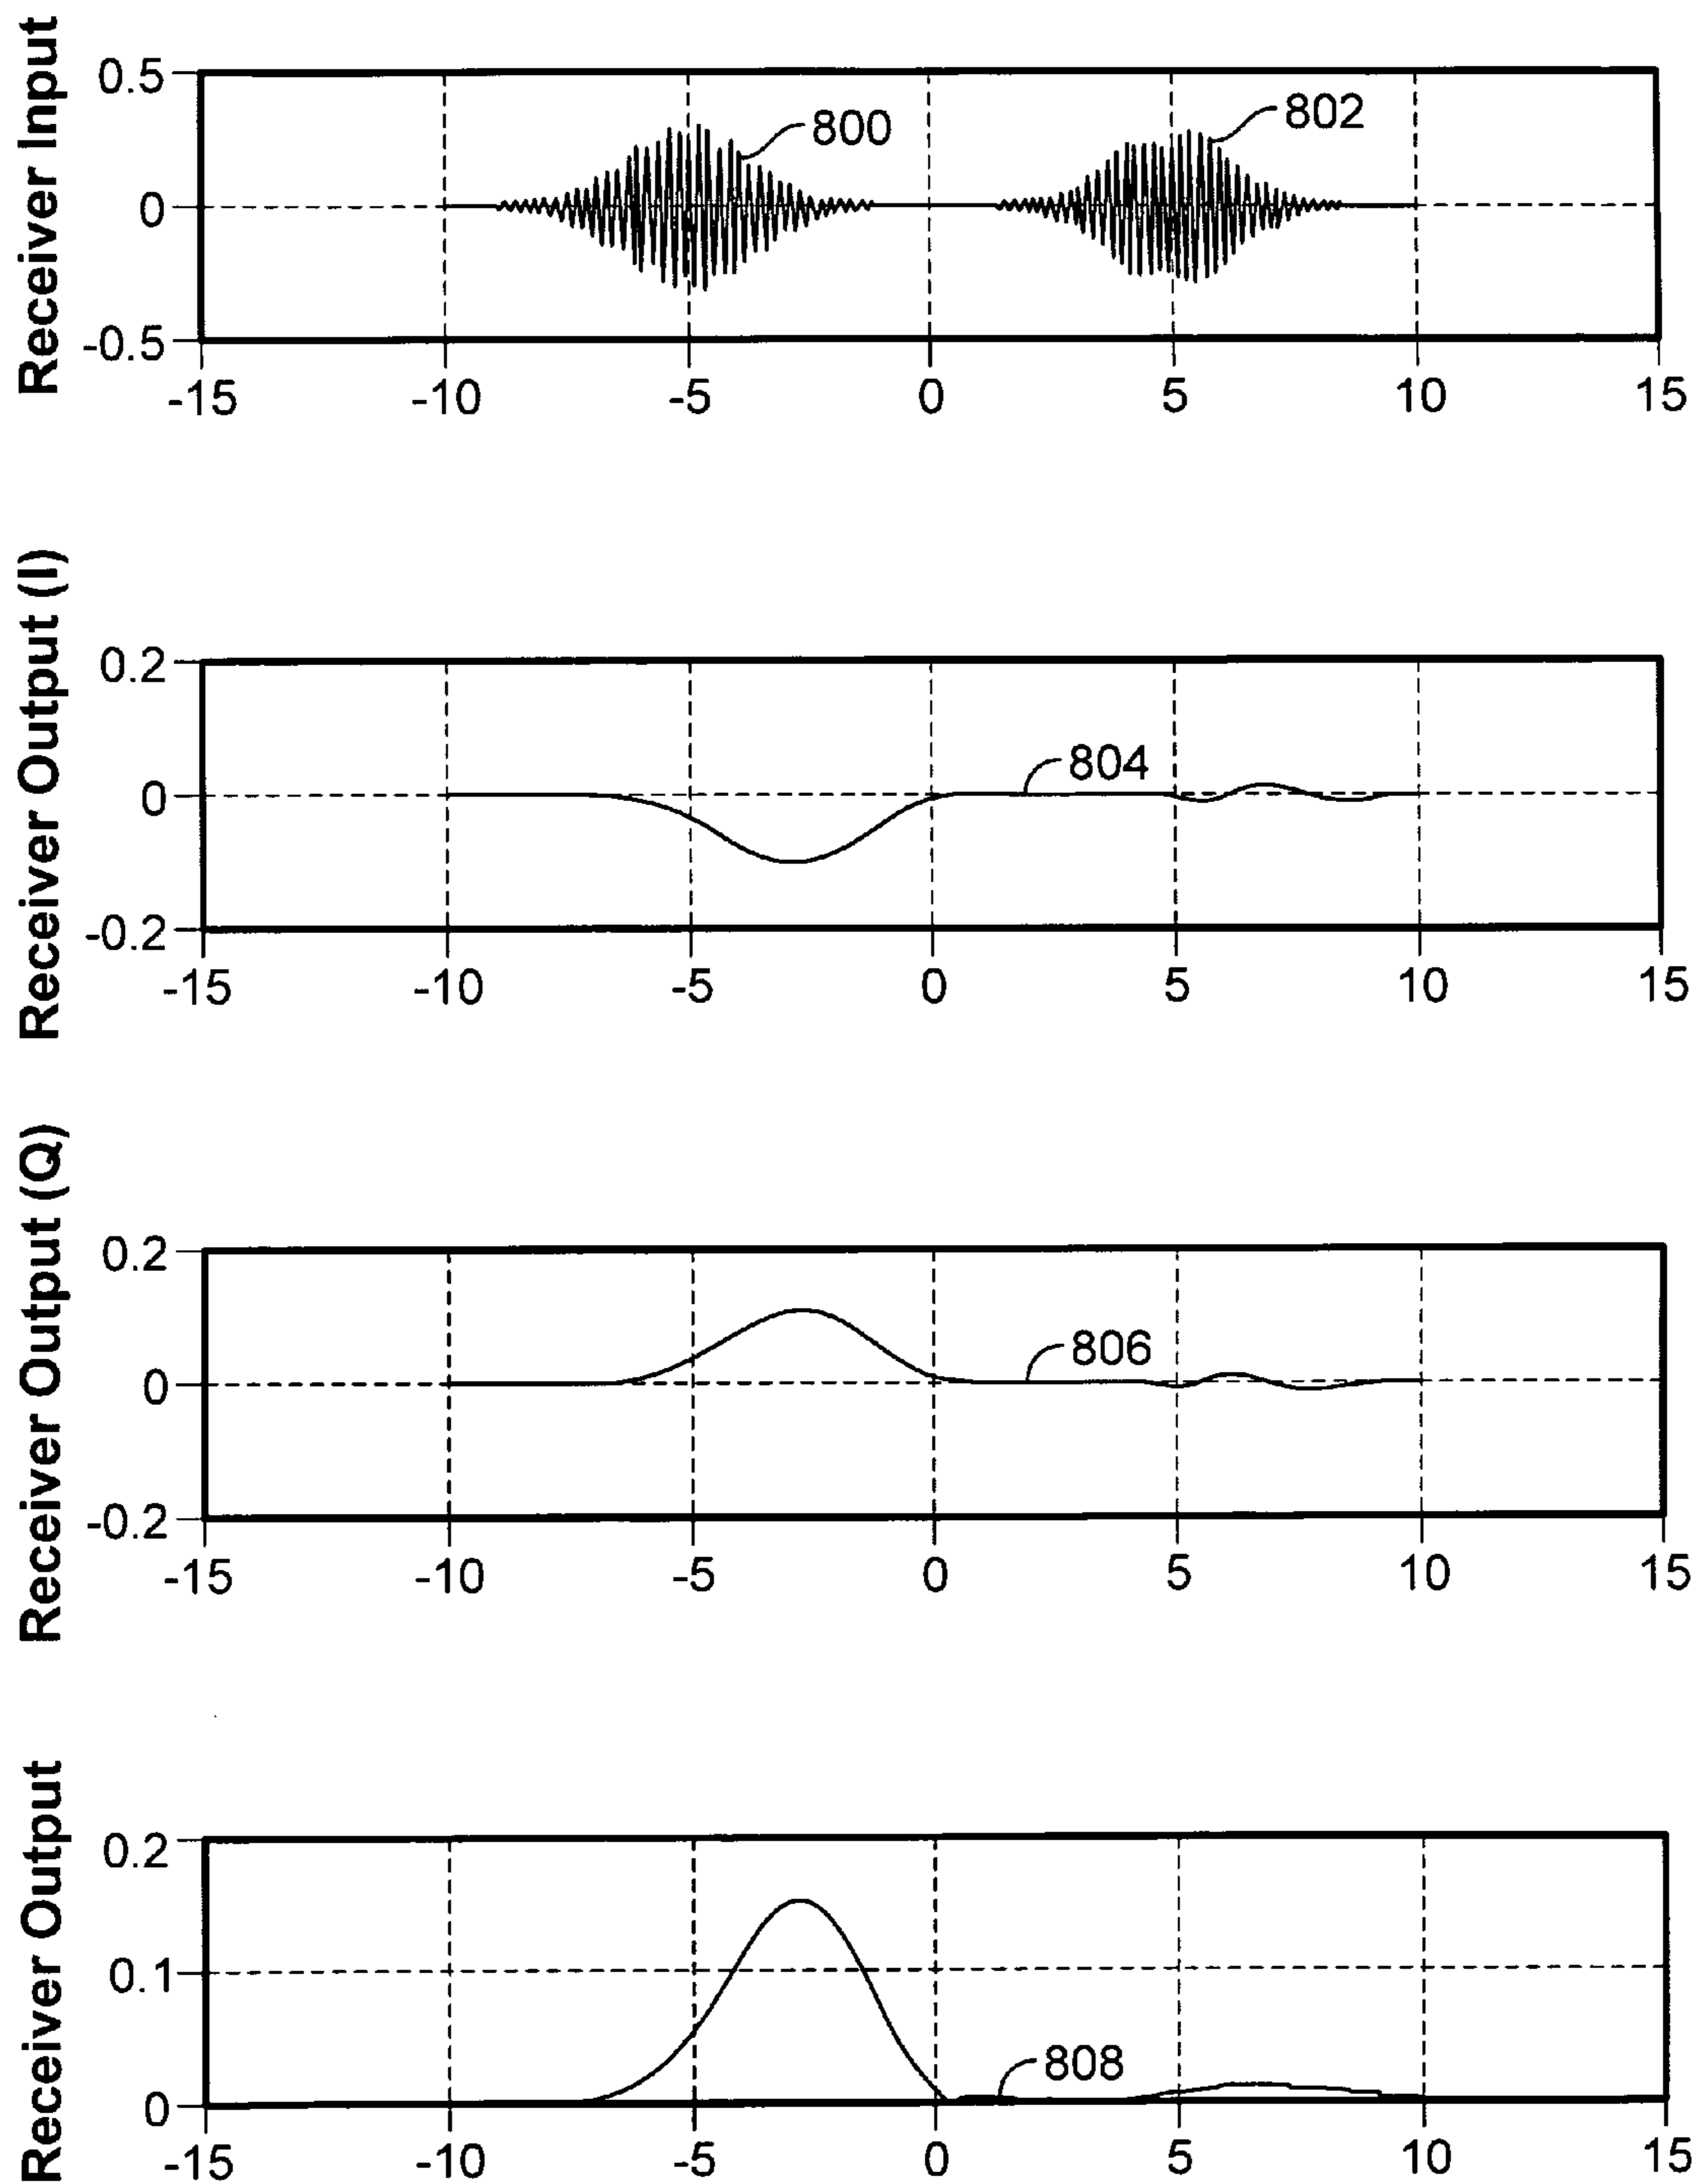 Receiver Input
0.5
800
802
0
-0.5
-15 -10 -5 0 5 10 15
Receiver Output (I)
0.2
804
0
-0.2
-15 -10 -5 0 5 10 15
Receiver Output (Q)
0.2
806
0
-0.2
-15 -10 -5 0 5 10 15
Receiver Output
0.2
0.1
808
0
-15 -10 -5 0 5 10 15